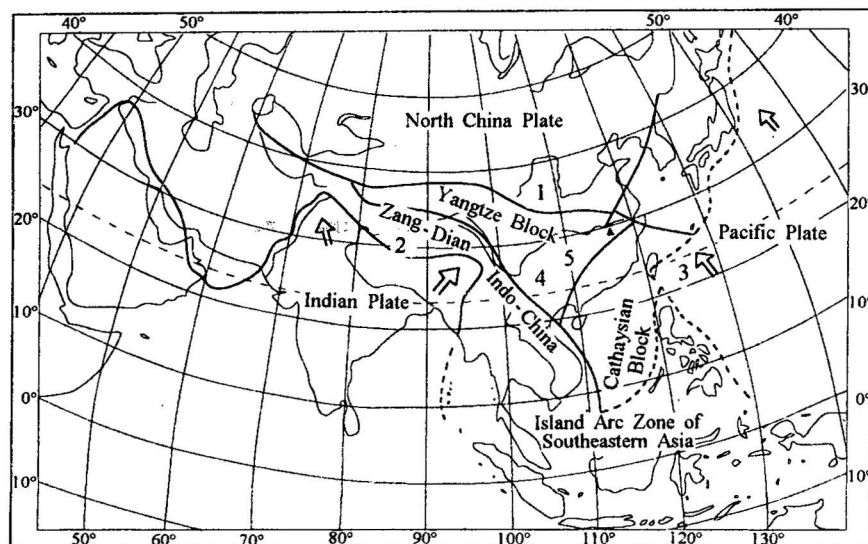 40° 50° 50° 40°
30° 30°
North China Plate
1
20° Yangtze Block 20°
Zang-Dian
2 5 Pacific Plate
4 3
Indian Plate Indo-China
10° 10°
Cathaysian
Block
0° 0°
Island Arc Zone of
Southeastern Asia
10° 10°
50° 60° 70° 80° 90° 100° 110° 120° 130°